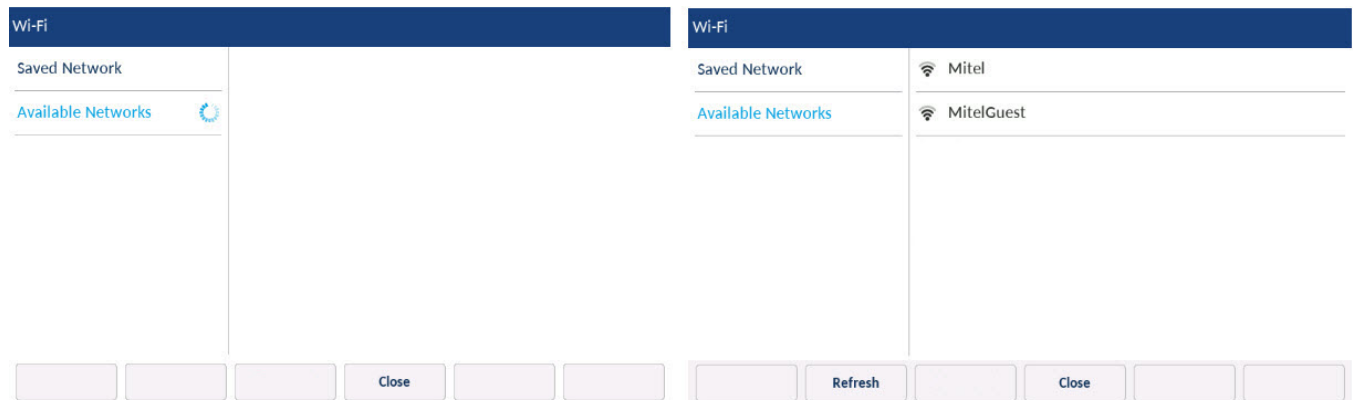 Wi-Fi
Saved Network
Available Networks
Close
Wi-Fi
Saved Network
Mitel
Available Networks
MitelGuest
Refresh
Close